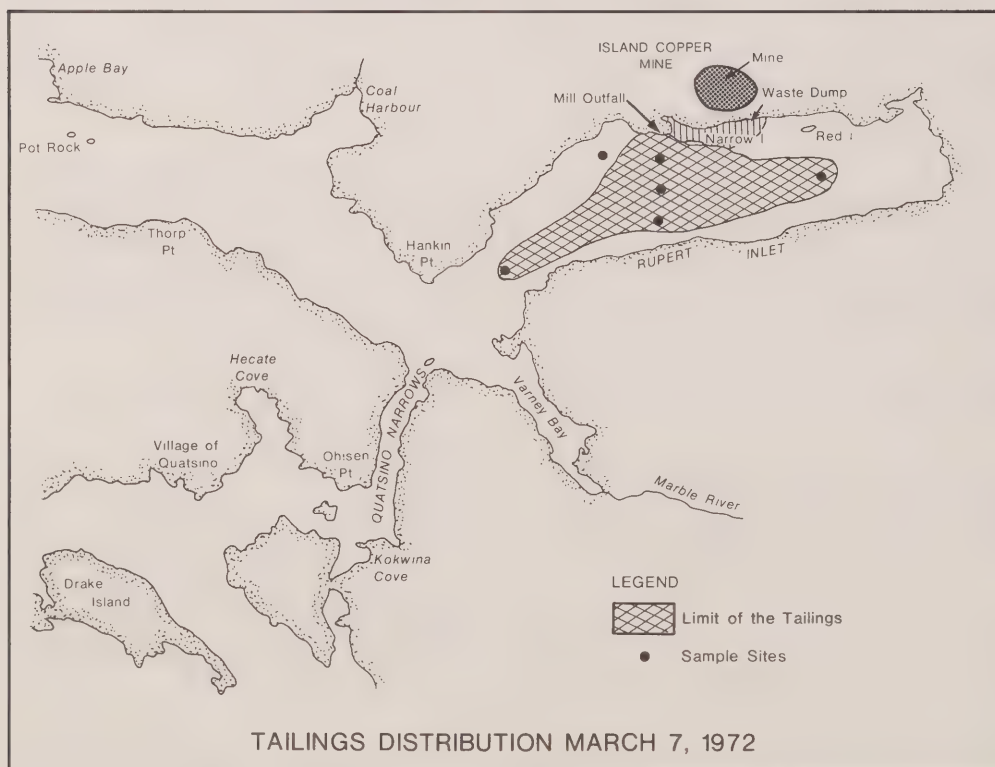 ISLAND COPPER
MINE
Mine
Apple Bay
Coal
Harbour
Mill Outfall
Waste Dump
Pot Rock
Narrow I
Red I
Thorp
Pt
Hankin
Pt.
RUPERT INLET
Hecate
Cove
QUATSINO NARROWS
Varney Bay
Village of
Quatsino
Ohlsen
Pt
Marble River
Kokwina
Cove
Drake
Island
LEGEND
Limit of the Tailings
Sample Sites
TAILINGS DISTRIBUTION MARCH 7, 1972